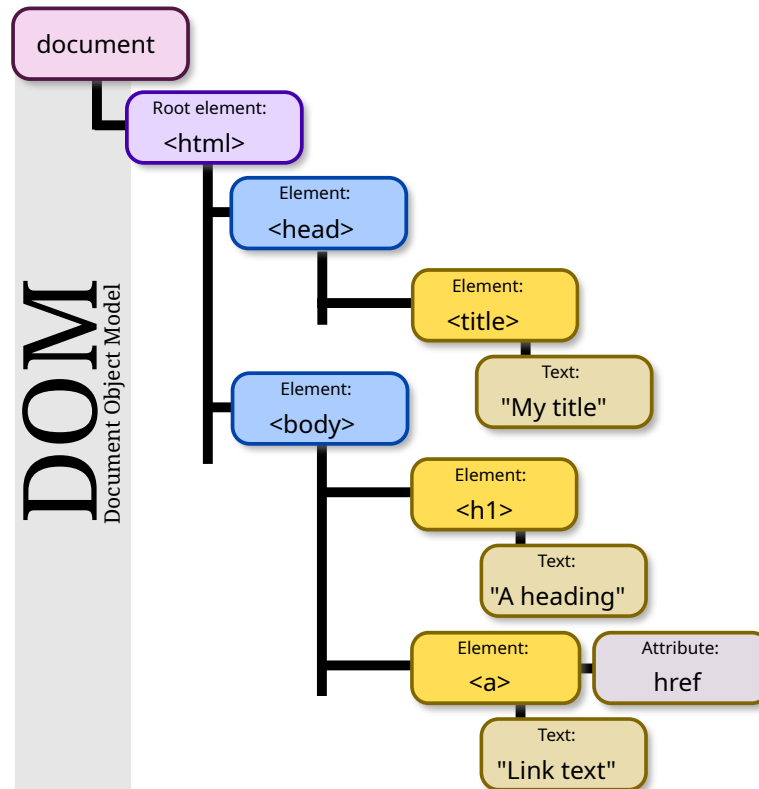 document
Root element:
<html>
Element:
<head>
Element:
<title>
Text:
"My title"
Element:
<body>
Element:
<h1>
Text:
"A heading"
Element:
<a>
Attribute:
href
Text:
"Link text"
DOM
Document Object Model